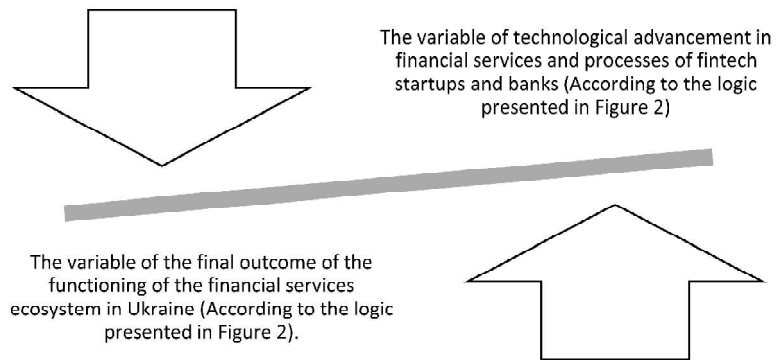 The variable of technological advancement in
financial services and processes of fintech
startups and banks (According to the logic
presented in Figure 2)
The variable of the final outcome of the
functioning of the financial services
ecosystem in Ukraine (According to the logic
presented in Figure 2).